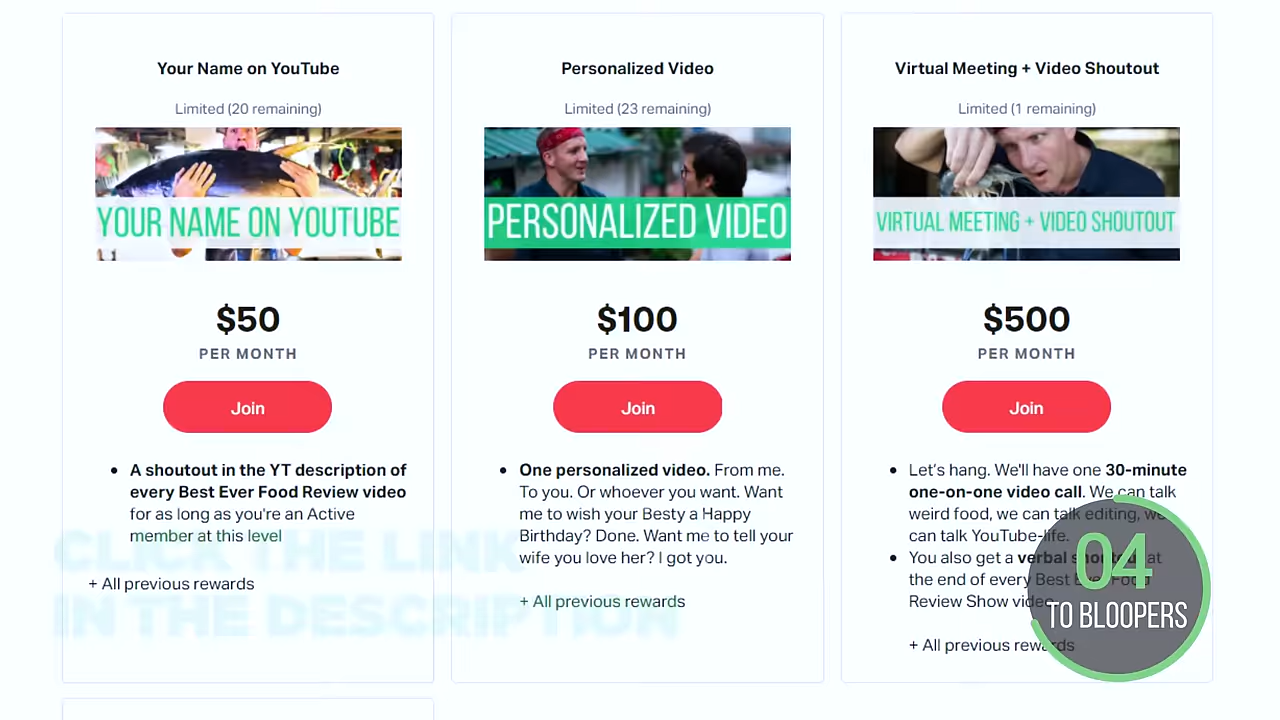 Your Name on YouTube
Limited (20 remaining)
YOUR NAME ON YOUTUBE
$50
PER MONTH
Join
• A shoutout in the YT description of
every Best Ever Food Review video
for as long as you're an Active
member at this level
+ All previous rewards
Personalized Video
Limited (23 remaining)
PERSONALIZED VIDEO
$100
PER MONTH
Join
• One personalized video. From me.
To you. Or whoever you want. Want
me to wish your Besty a Happy
Birthday? Done. Want me to tell your
wife you love her? I got you.
+ All previous rewards
Virtual Meeting + Video Shoutout
Limited (1 remaining)
VIRTUAL MEETING + VIDEO SHOUTOUT
$500
PER MONTH
Join
• Let's hang. We'll have one 30-minute
one-on-one video call. We can talk
weird food, we can talk editing, we
can talk YouTube-life.
• You also get a verbal shoutout at
the end of every Best Ever Food
Review Show video
+ All previous rewards
CLICK THE LINK
IN THE DESCRIPTION
04
TO BLOOPERS